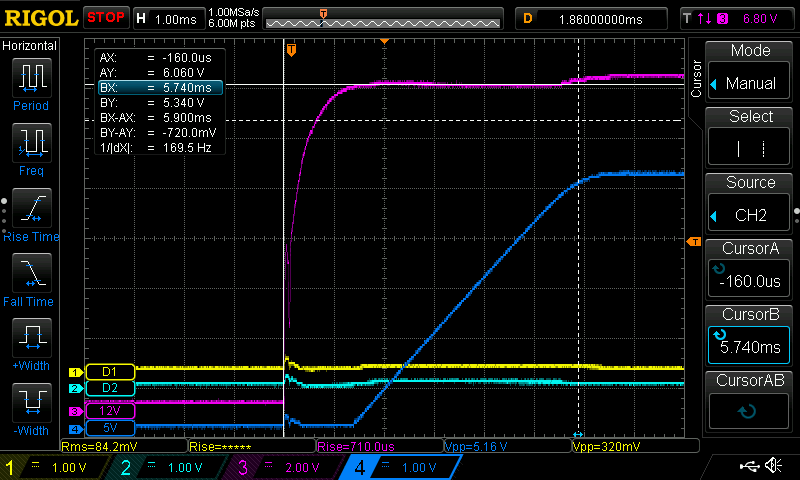 RIGOL STOP H 1.00ms 1.00MSa/s 6.00M pts T D 1.86000000ms T 3 6.80 V
Horizontal
Period
Freq
Rise Time
Fall Time
+Width
-Width
T
AX: = -160.0us
AY: = 6.060 V
BX: = 5.740ms
BY: = 5.340 V
BX-AX: = 5.900ms
BY-AY: = -720.0mV
1/|dX|: = 169.5 Hz
T
1 D1
2 D2
3 12V
4 5V
Cursor
Mode
Manual
Select
Source
CH2
CursorA
-160.0us
CursorB
5.740ms
CursorAB
Rms=84.2mV Rise=***** Rise=710.0us Vpp=5.16 V Vpp=320mV
1 = 1.00 V 2 = 1.00 V 3 = 2.00 V 4 = 1.00 V